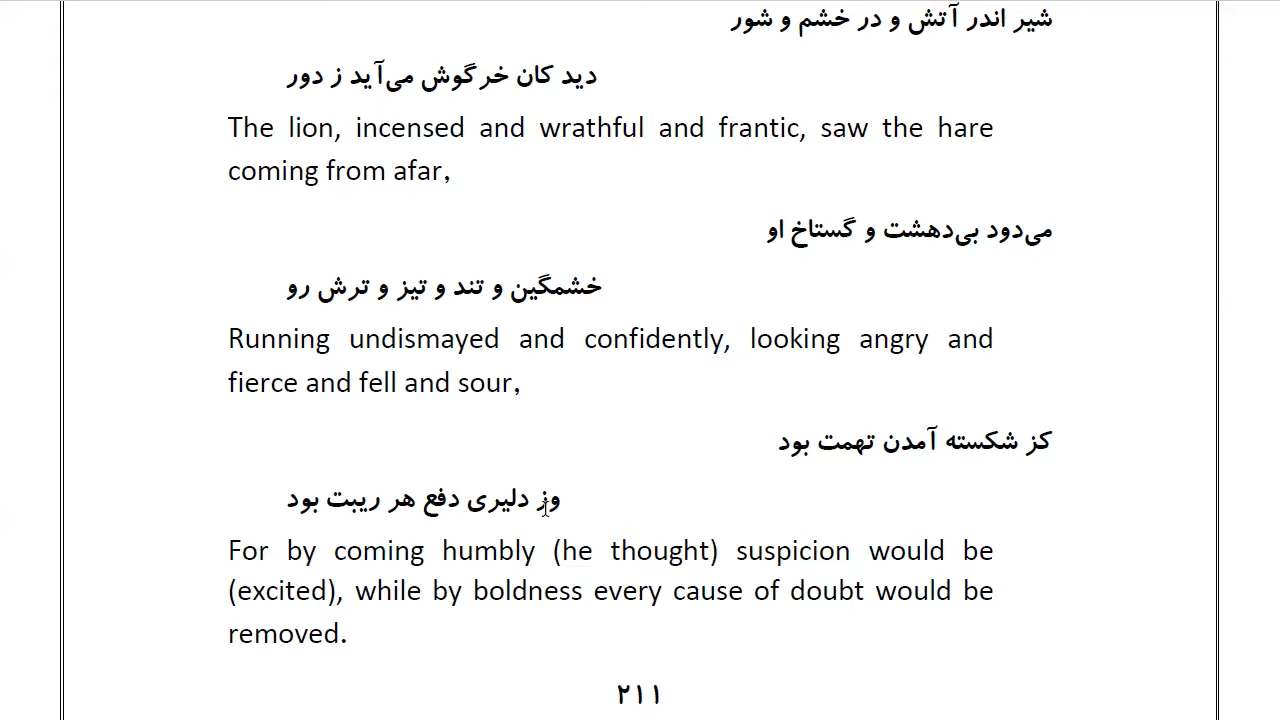 شیر اندر آتش و در خشم و شور
دید کان خرگوش می‌آید ز دور
The lion, incensed and wrathful and frantic, saw the hare
coming from afar,
می‌دود بی‌دهشت و گستاخ او
خشمگین و تند و تیز و ترش رو
Running undismayed and confidently, looking angry and
fierce and fell and sour,
کز شکسته آمدن تهمت بود
وز دلیری دفع هر ریبت بود
For by coming humbly (he thought) suspicion would be
(excited), while by boldness every cause of doubt would be
removed.
۲۱۱